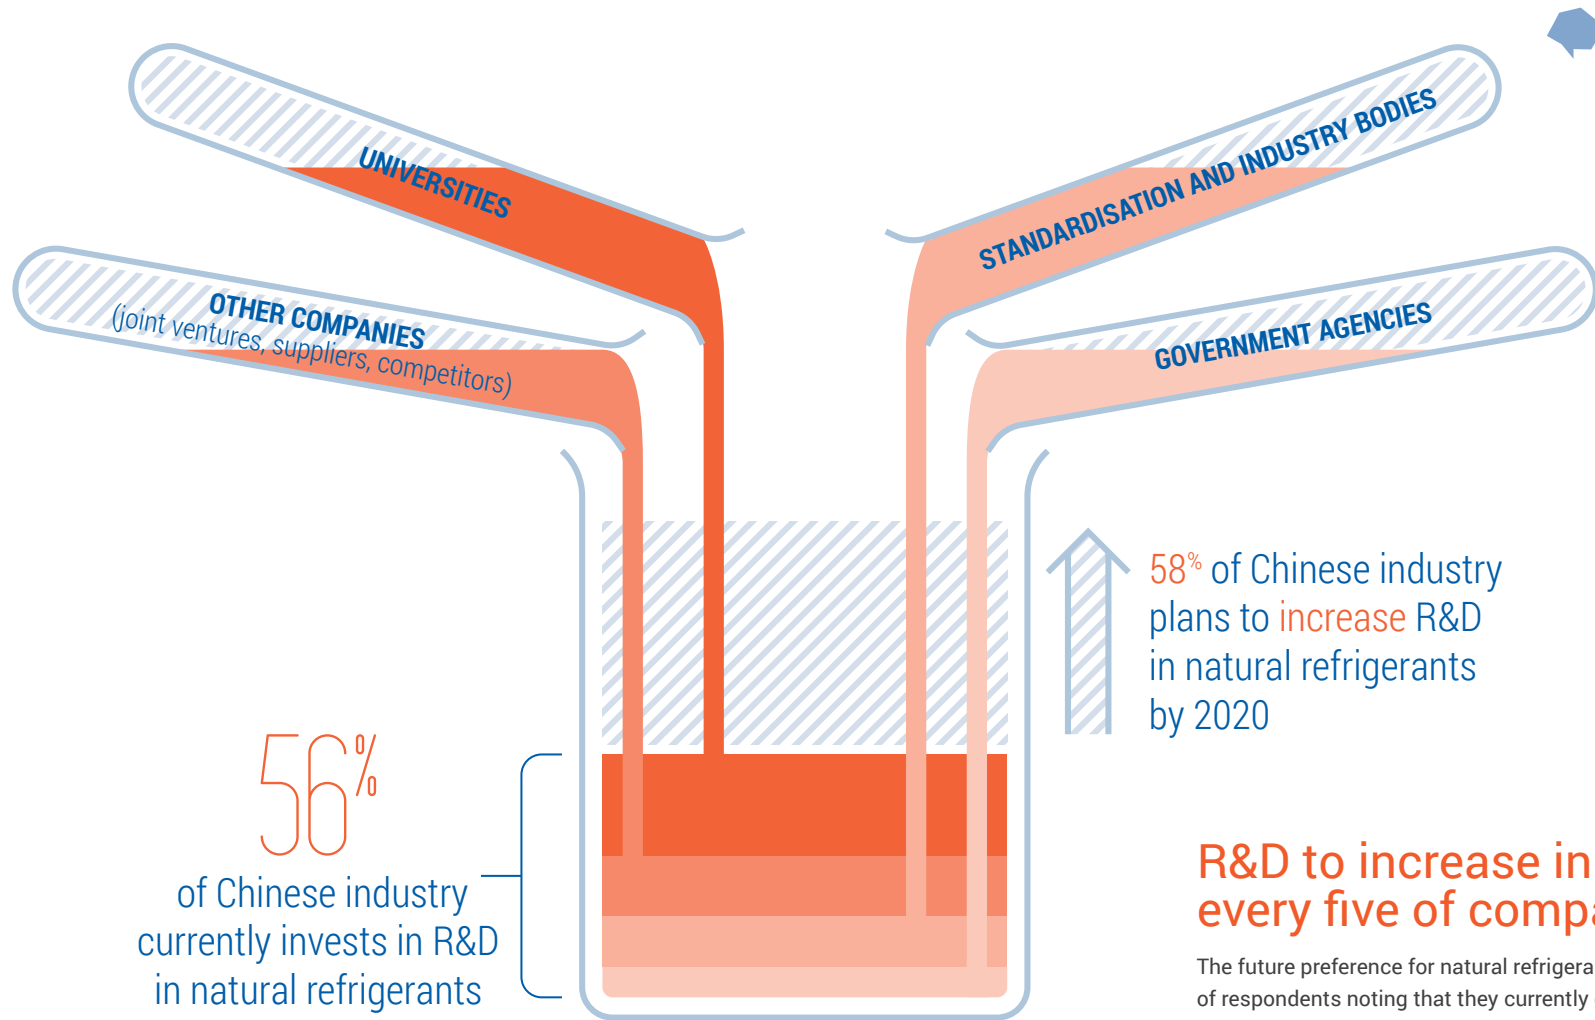 UNIVERSITIES
STANDARDISATION AND INDUSTRY BODIES
OTHER COMPANIES
(joint ventures, suppliers, competitors)
GOVERNMENT AGENCIES
58% of Chinese industry
plans to increase R&D
in natural refrigerants
by 2020
56%
of Chinese industry
currently invests in R&D
in natural refrigerants
R&D to increase in
every five of
The future preference for natural
of respondents noting that they currently